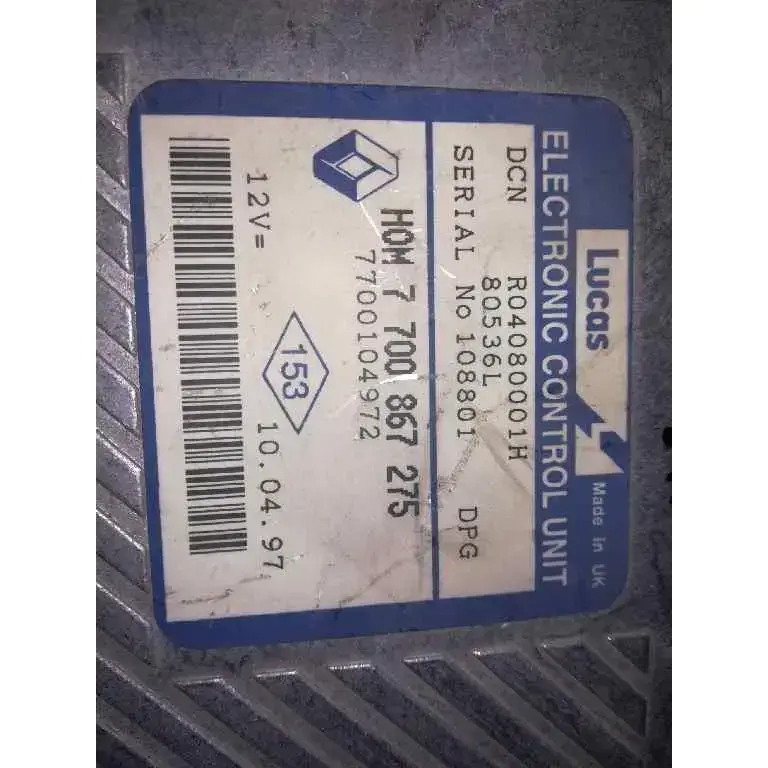 Lucas
Made in UK
ELECTRONIC CONTROL UNIT
DCN R04080001H
80536L
SERIAL No 108801 DPG
HOM 7 700 867 275
7700104972
153
12V= 10.04.97